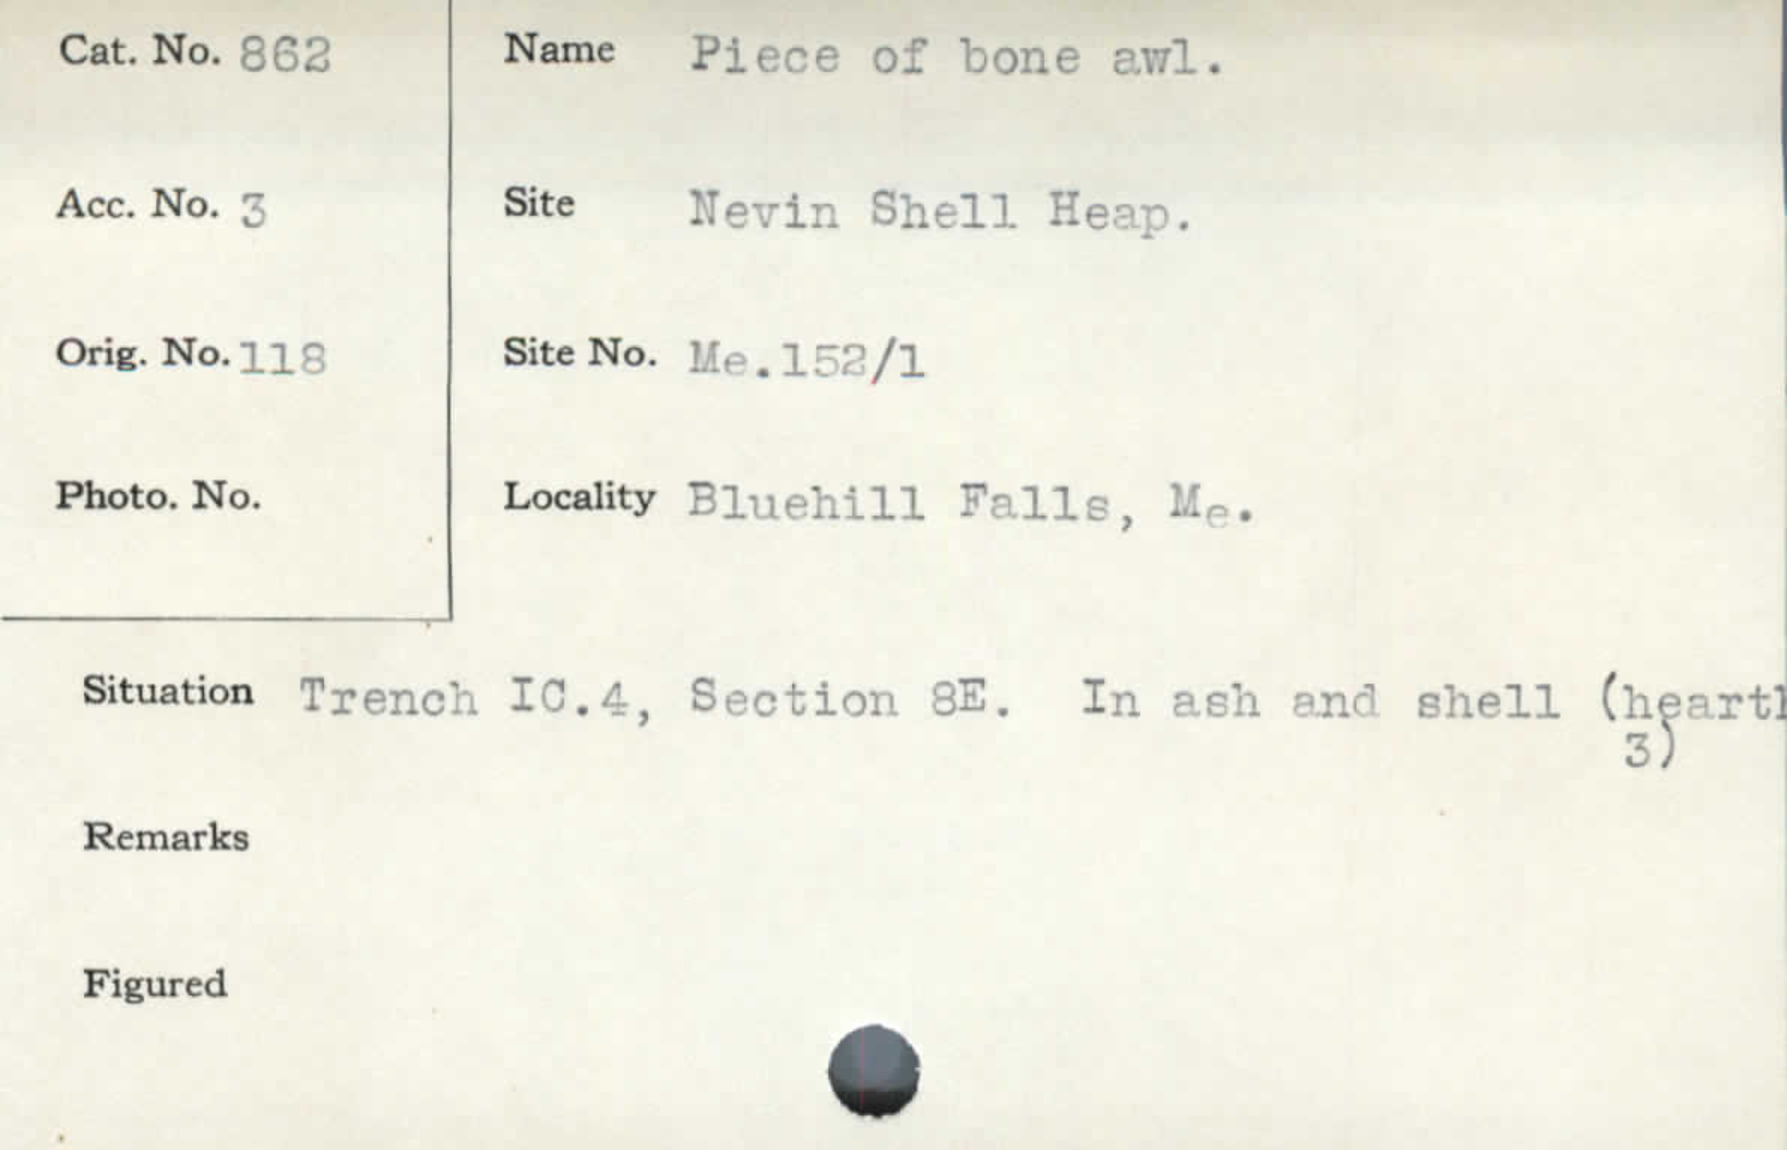 Cat. No. 862
Name Piece of bone awl.
Acc. No. 3
Site Nevin Shell Heap.
Orig. No. 118
Site No. Me.152/1
Photo. No.
Locality Bluehill Falls, Me.
Situation Trench IC.4, Section 8E. In ash and shell (hearth
3)
Remarks
Figured